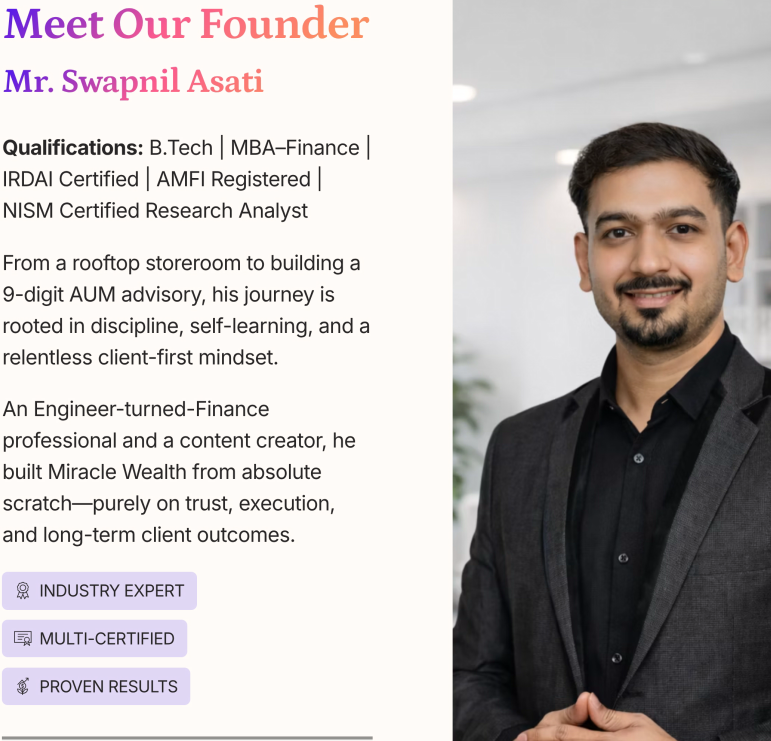 Meet Our Founder
Mr. Swapnil Asati
Qualifications: B.Tech | MBA–Finance |
IRDAI Certified | AMFI Registered |
NISM Certified Research Analyst
From a rooftop storeroom to building a
9-digit AUM advisory, his journey is
rooted in discipline, self-learning, and a
relentless client-first mindset.
An Engineer-turned-Finance
professional and a content creator, he
built Miracle Wealth from absolute
scratch—purely on trust, execution,
and long-term client outcomes.
INDUSTRY EXPERT
MULTI-CERTIFIED
PROVEN RESULTS